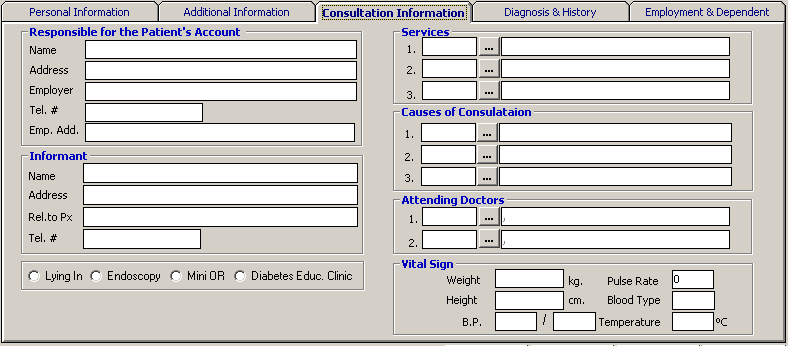 Personal Information Additional Information Consultation Information Diagnosis & History Employment & Dependent
Responsible for the Patient's Account
Name
Address
Employer
Tel. #
Emp. Add.
Informant
Name
Address
Rel.to Px
Tel. #
Lying In Endoscopy Mini OR Diabetes Educ. Clinic
Services
1. ...
2. ...
3. ...
Causes of Consulataion
1. ...
2. ...
3. ...
Attending Doctors
1. ... ,
2. ... ,
Vital Sign
Weight kg. Pulse Rate 0
Height cm. Blood Type
B.P. / Temperature ºC